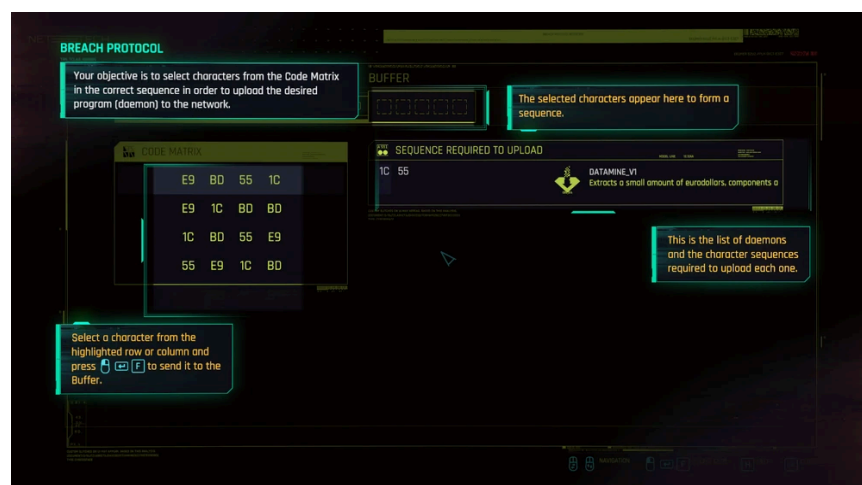 BREACH PROTOCOL
Your objective is to select characters from the Code Matrix
in the correct sequence in order to upload the desired
program (daemon) to the network.
BUFFER
The selected characters appear here to form a
sequence.
CODE MATRIX
E9 BD 55 1C
E9 1C BD BD
1C BD 55 E9
55 E9 1C BD
SEQUENCE REQUIRED TO UPLOAD
1C 55
DATAMINE_V1
Extracts a small amount of eurodollars, components a
This is the list of daemons
and the character sequences
required to upload each one.
Select a character from the
highlighted row or column and
press F to send it to the
Buffer.